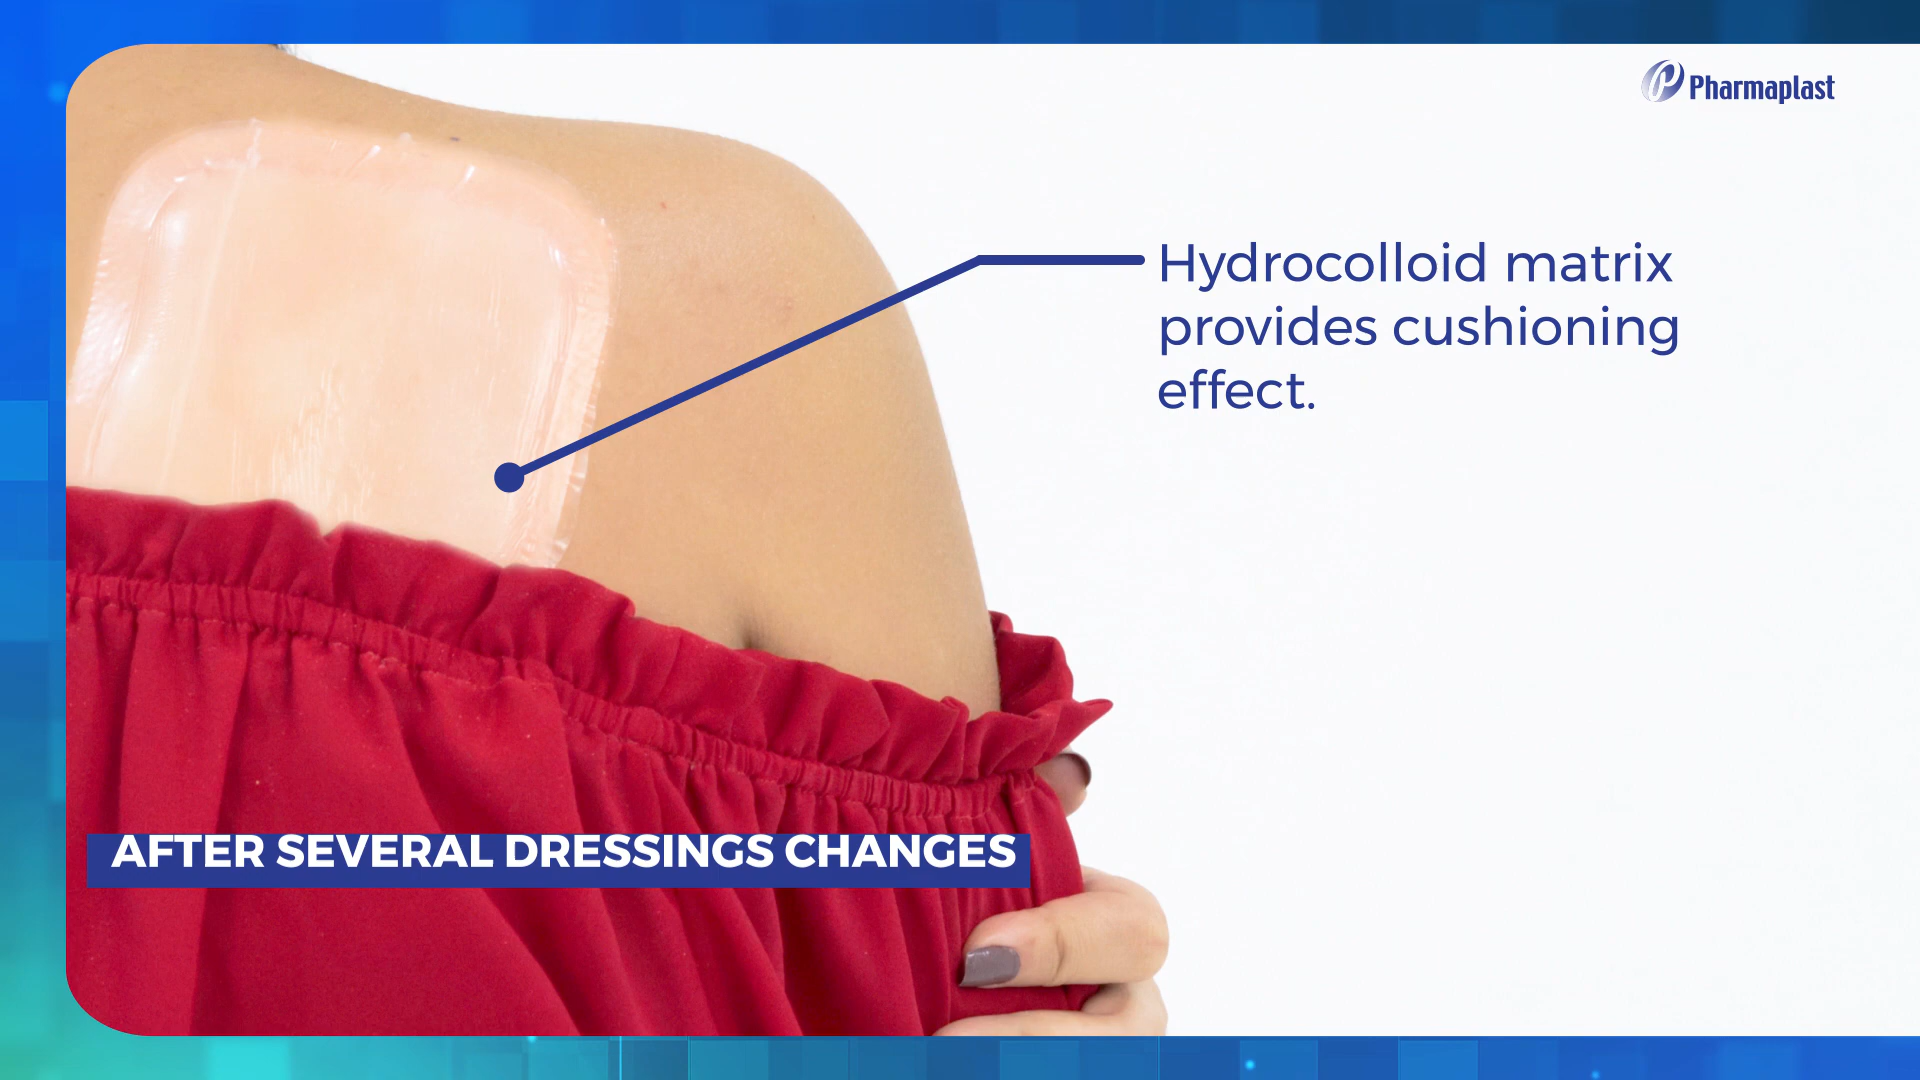 Pharmaplast
Hydrocolloid matrix
provides cushioning
effect.
AFTER SEVERAL DRESSINGS CHANGES